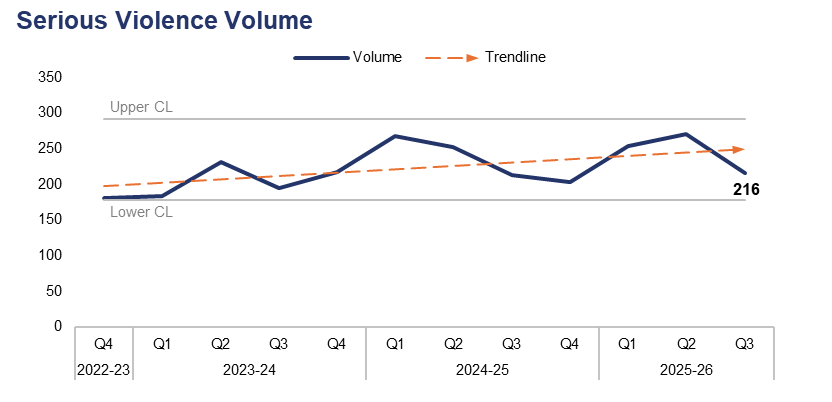 Serious Violence Volume
Volume Trendline
350
Upper CL
300
250
200
216
Lower CL
150
100
50
0
Q4 Q1 Q2 Q3 Q4 Q1 Q2 Q3 Q4 Q1 Q2 Q3
2022-23 2023-24 2024-25 2025-26